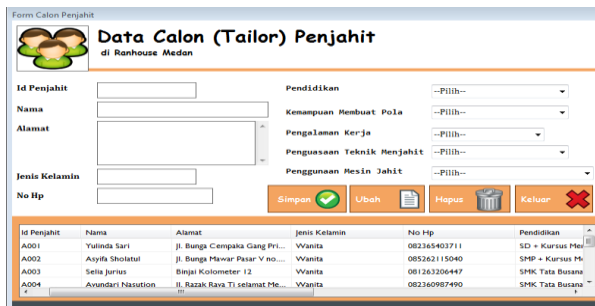 Form Calon Penjahit
Data Calon (Tailor) Penjahit
di Ranhouse Medan
Id Penjahit
Nama
Alamat
Jenis Kelamin
No Hp
Pendidikan --Pilih--
Kemampuan Membuat Pola --Pilih--
Pengalaman Kerja --Pilih--
Penguasaan Teknik Menjahit --Pilih--
Penggunaan Mesin Jahit --Pilih--
Simpan Ubah Hapus Keluar
Id Penjahit Nama Alamat Jenis Kelamin No Hp Pendidikan
A001 Yulinda Sari Jl. Bunga Cempaka Gang Pri... Wanita 082365403711 SD + Kursus Men
A002 Asyifa Sholatul Jl. Bunga Mawar Pasar V no.... Wanita 085262115040 SMP + Kursus M
A003 Selia Jurius Binjai Kolometer 12 Wanita 081263206447 SMK Tata Busana
A004 Ayundari Nasution Jl. Razak Raya Ti selamat Me... Wanita 082360987490 SMK Tata Busana